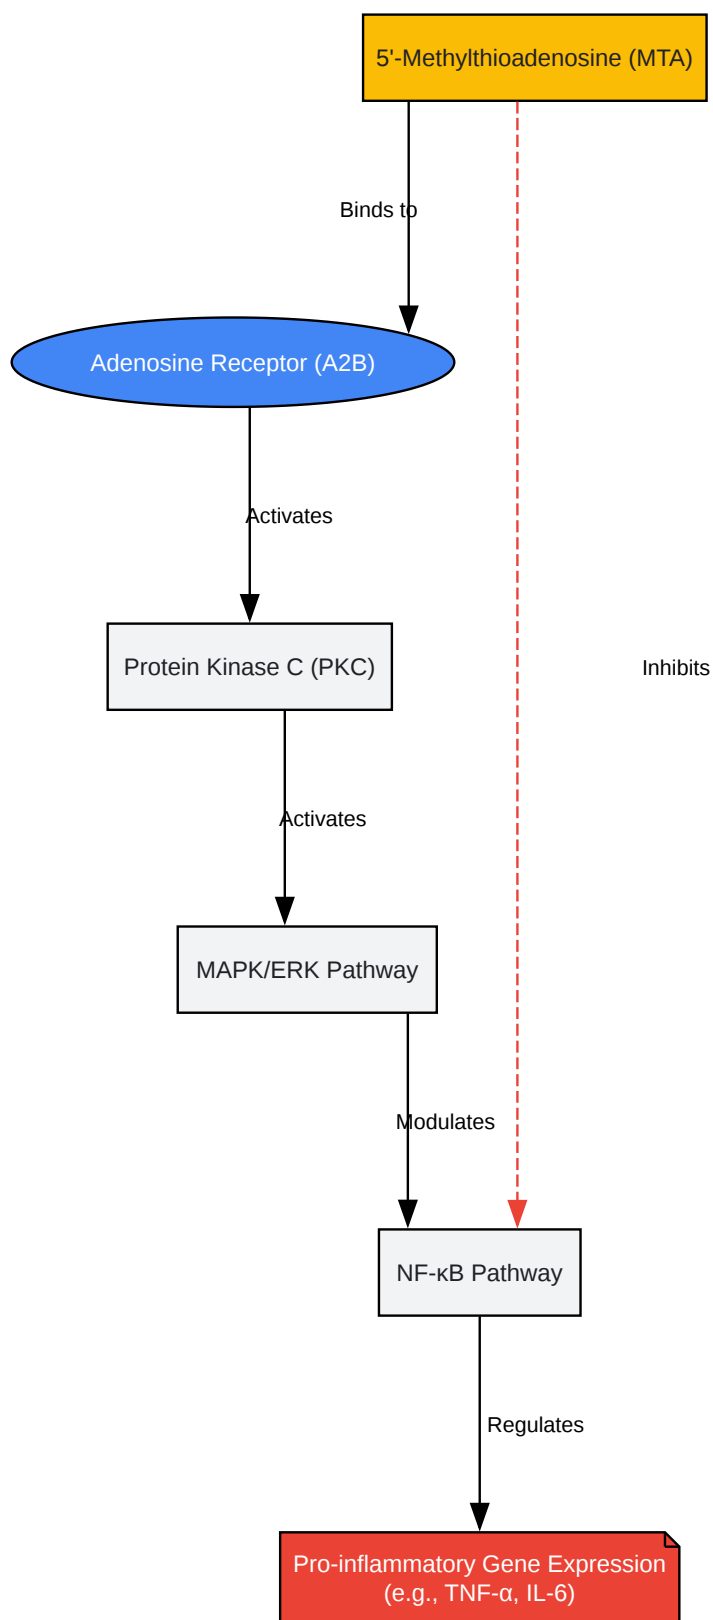 5'-Methylthioadenosine (MTA)
Binds to
Adenosine Receptor (A2B)
Activates
Protein Kinase C (PKC)
Inhibits
Activates
MAPK/ERK Pathway
Modulates
NF-κB Pathway
Regulates
Pro-inflammatory Gene Expression
(e.g., TNF-α, IL-6)